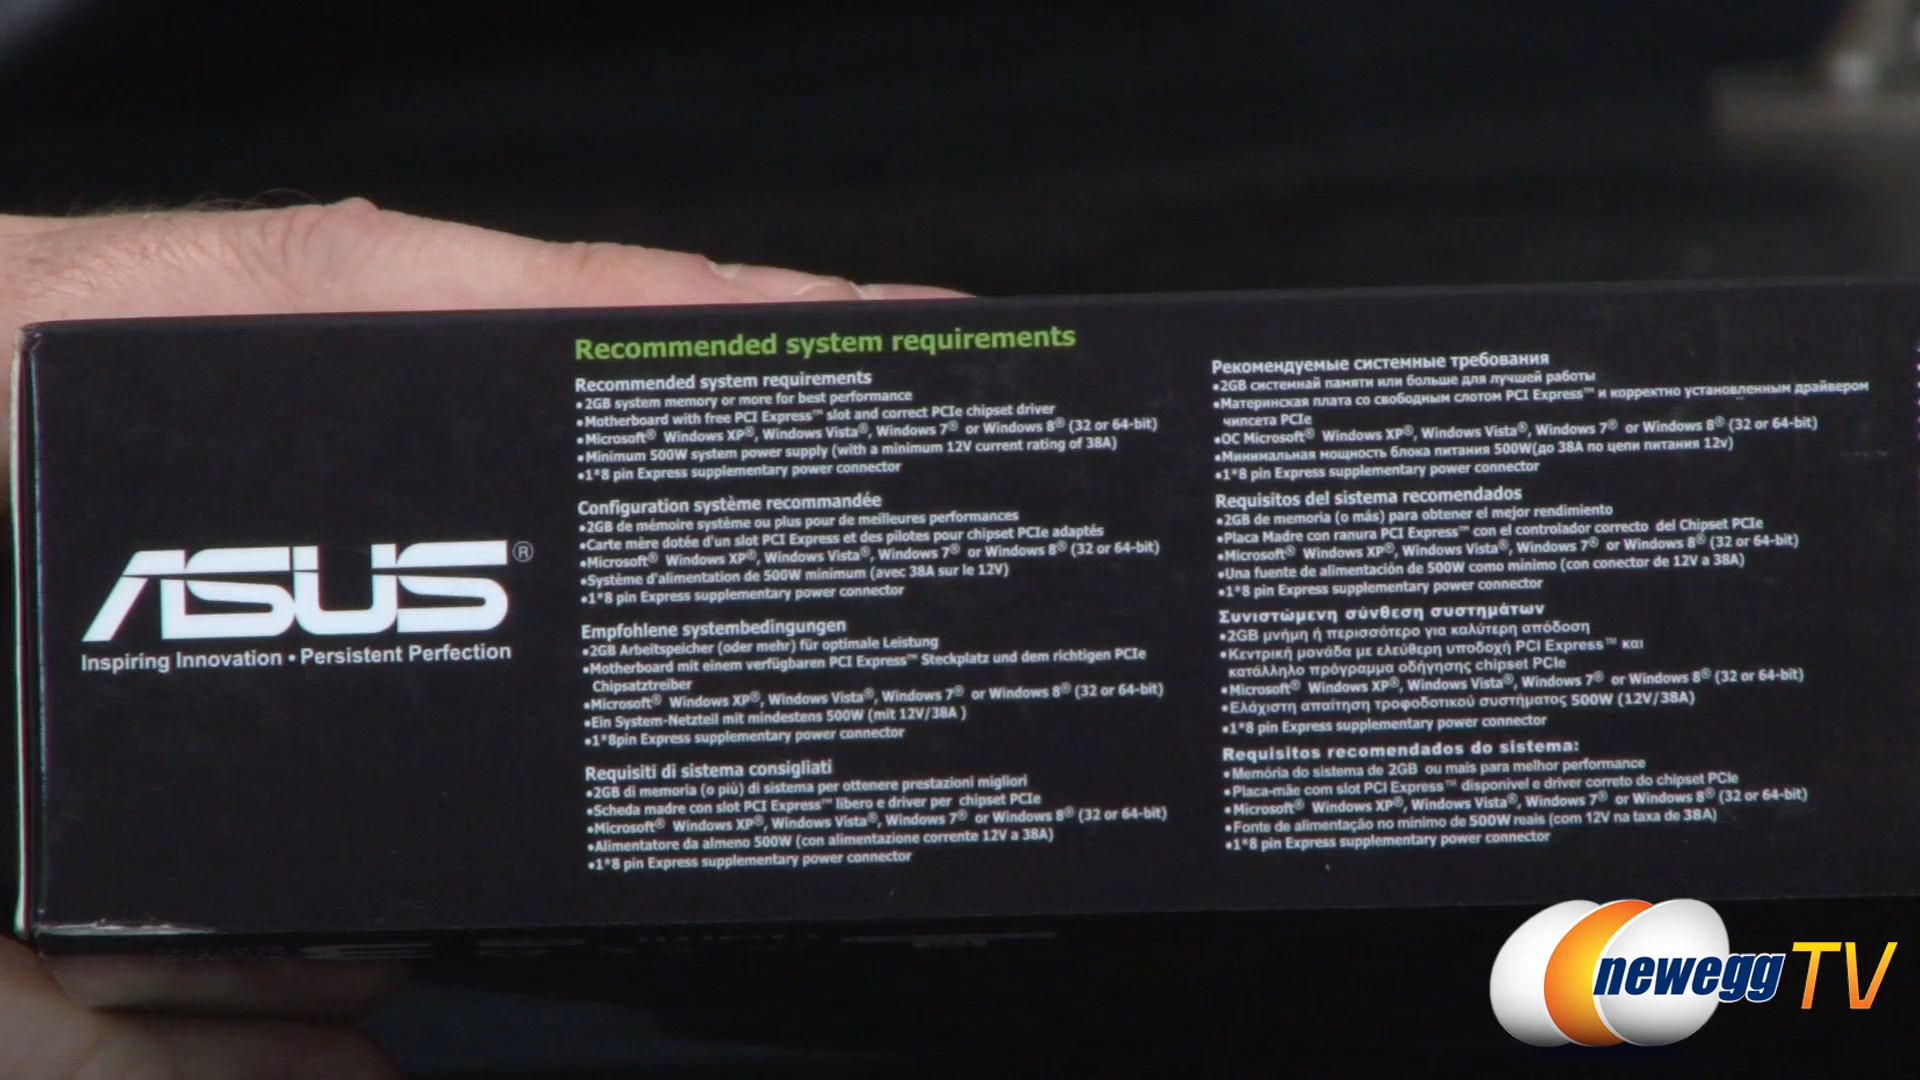 ASUS®
Inspiring Innovation • Persistent Perfection
Recommended system requirements
Recommended system requirements
•2GB system memory or more for best performance
•Motherboard with free PCI Express™ slot and correct PCIe chipset driver
•Microsoft® Windows XP®, Windows Vista®, Windows 7® or Windows 8® (32 or 64-bit)
•Minimum 500W system power supply (with a minimum 12V current rating of 38A)
•1*8 pin Express supplementary power connector
Configuration système recommandée
•2GB de mémoire système ou plus pour de meilleures performances
•Carte mère dotée d'un slot PCI Express et des pilotes pour chipset PCIe adaptés
•Microsoft® Windows XP®, Windows Vista®, Windows 7® or Windows 8® (32 or 64-bit)
•Système d'alimentation de 500W minimum (avec 38A sur le 12V)
•1*8 pin Express supplementary power connector
Empfohlene systembedingungen
•2GB Arbeitspeicher (oder mehr) für optimale Leistung
•Motherboard mit einem verfügbaren PCI Express™ Steckplatz und dem richtigen PCIe
Chipsatztreiber
•Microsoft® Windows XP®, Windows Vista®, Windows 7® or Windows 8® (32 or 64-bit)
•Ein System-Netzteil mit mindestens 500W (mit 12V/38A )
•1*8pin Express supplementary power connector
Requisiti di sistema consigliati
•2GB di memoria (o più) di sistema per ottenere prestazioni migliori
•Scheda madre con slot PCI Express™ libero e driver per chipset PCIe
•Microsoft® Windows XP®, Windows Vista®, Windows 7® or Windows 8® (32 or 64-bit)
•Alimentatore da almeno 500W (con alimentazione corrente 12V a 38A)
•1*8 pin Express supplementary power connector
Рекомендуемые системные требования
•2GB системнай памяти или больше для лучшей работы
•Материнская плата со свободным слотом PCI Express™ и корректно установленным драйвером
чипсета PCIe
•ОС Microsoft® Windows XP®, Windows Vista®, Windows 7® or Windows 8® (32 or 64-bit)
•Минимальная мощность блока питания 500W(до 38A по цепи питания 12v)
•1*8 pin Express supplementary power connector
Requisitos del sistema recomendados
•2GB de memoria (o más) para obtener el mejor rendimiento
•Placa Madre con ranura PCI Express™ con el controlador correcto del Chipset PCIe
•Microsoft® Windows XP®, Windows Vista®, Windows 7® or Windows 8® (32 or 64-bit)
•Una fuente de alimentación de 500W como mínimo (con conector de 12V a 38A)
•1*8 pin Express supplementary power connector
Συνιστώμενη σύνθεση συστημάτων
•2GB μνήμη ή περισσότερο για καλύτερη απόδοση
•Κεντρική μονάδα με ελεύθερη υποδοχή PCI Express™ και
κατάλληλο πρόγραμμα οδήγησης chipset PCIe
•Microsoft® Windows XP®, Windows Vista®, Windows 7® or Windows 8® (32 or 64-bit)
•Ελάχιστη απαίτηση τροφοδοτικού συστήματος 500W (12V/38A)
•1*8 pin Express supplementary power connector
Requisitos recomendados do sistema:
•Memória do sistema de 2GB ou mais para melhor performance
•Placa-mãe com slot PCI Express™ disponível e driver correto do chipset PCIe
•Microsoft® Windows XP®, Windows Vista®, Windows 7® or Windows 8® (32 or 64-bit)
•Fonte de alimentação no mínimo de 500W reais (com 12V na taxa de 38A)
•1*8 pin Express supplementary power connector
newegg TV